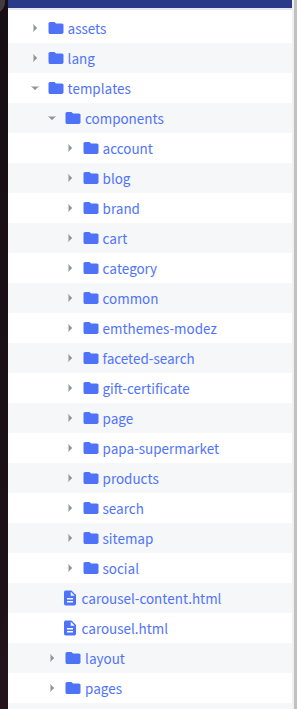 assets
lang
templates
components
account
blog
brand
cart
category
common
emthemes-modez
faceted-search
gift-certificate
page
papa-supermarket
products
search
sitemap
social
carousel-content.html
carousel.html
layout
pages